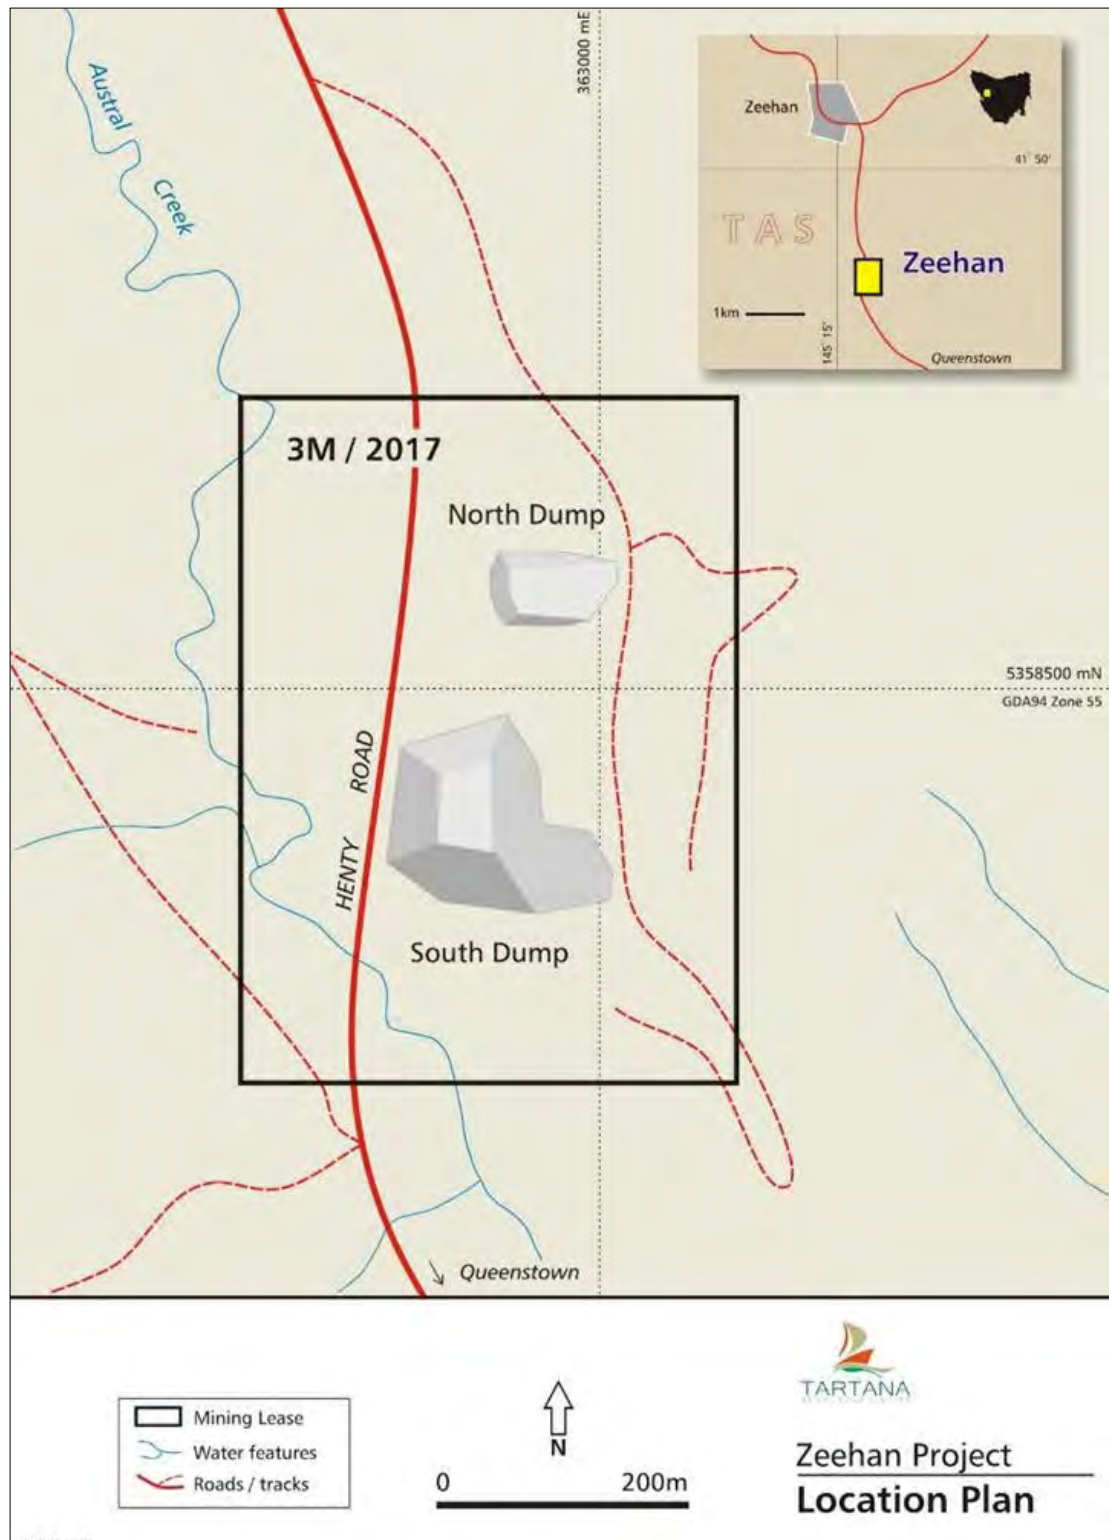 Austral
Creek
363000 mE
Zeehan
41° 50'
TAS
Zeehan
1km
145° 15'
Queenstown
3M / 2017
North Dump
5358500 mN
GDA94 Zone 55
HENTY ROAD
South Dump
Queenstown
TARTANA
Mining Lease
Water features
Roads / tracks
N
0 200m
Zeehan Project
Location Plan